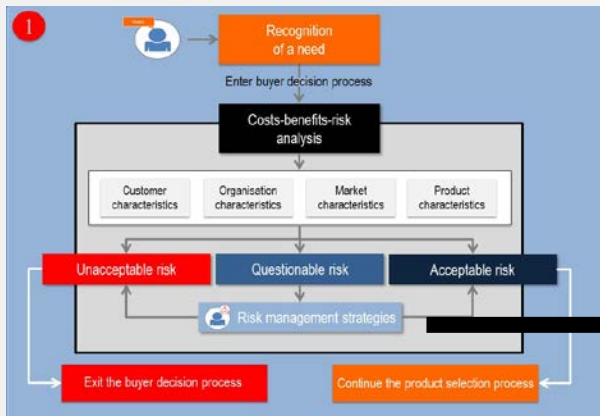 1
Recognition
of a need
Enter buyer decision process
Costs-benefits-risk
analysis
Customer
characteristics
Organisation
characteristics
Market
characteristics
Product
characteristics
Unacceptable risk
Questionable risk
Acceptable risk
Risk management strategies
Exit the buyer decision process
Continue the product selection process